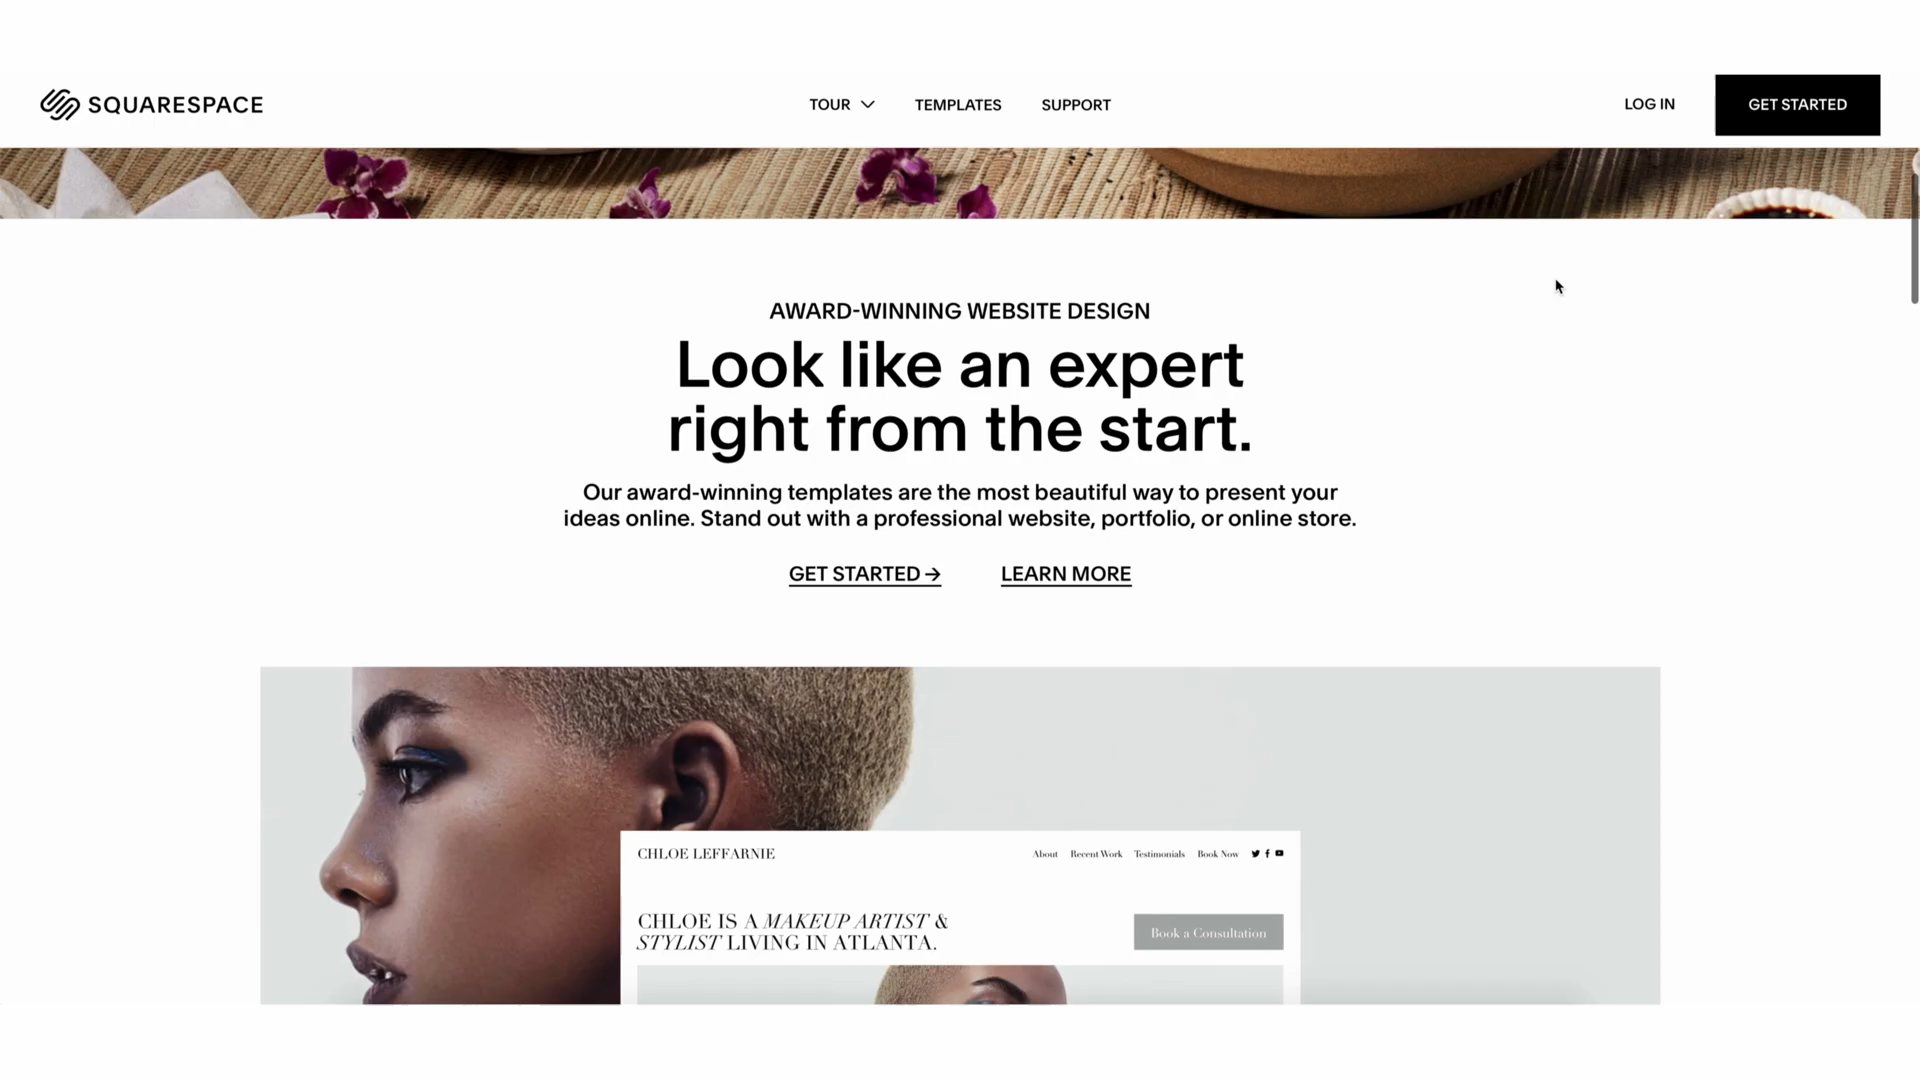 SQUARESPACE
TOUR
TEMPLATES
SUPPORT
LOG IN
GET STARTED
AWARD-WINNING WEBSITE DESIGN
Look like an expert
right from the start.
Our award-winning templates are the most beautiful way to present your
ideas online. Stand out with a professional website, portfolio, or online store.
GET STARTED →
LEARN MORE
CHLOE LEFFARNIE
About
Recent Work
Testimonials
Book Now
CHLOE IS A MAKEUP ARTIST &
STYLIST LIVING IN ATLANTA.
Book a Consultation